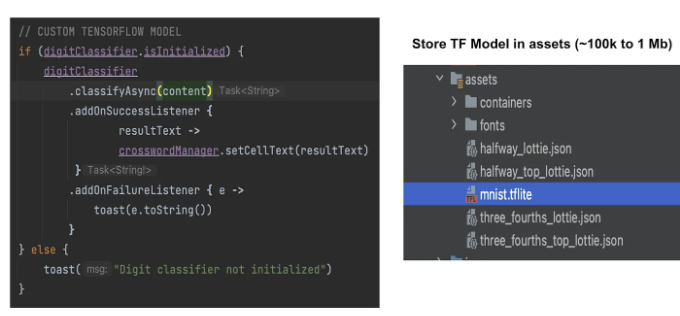 // CUSTOM TENSORFLOW MODEL
if (digitClassifier.isInitialized) {
digitClassifier
.classifyAsync(content) Task<String>
.addOnSuccessListener {
resultText ->
crosswordManager.setCellText(resultText)
} Task<String!>
.addOnFailureListener { e ->
toast(e.toString())
}
} else {
toast( msg: "Digit classifier not initialized")
}
Store TF Model in assets (~100k to 1 Mb)
assets
containers
fonts
halfway_lottie.json
halfway_top_lottie.json
mnist.tflite
three_fourths_lottie.json
three_fourths_top_lottie.json